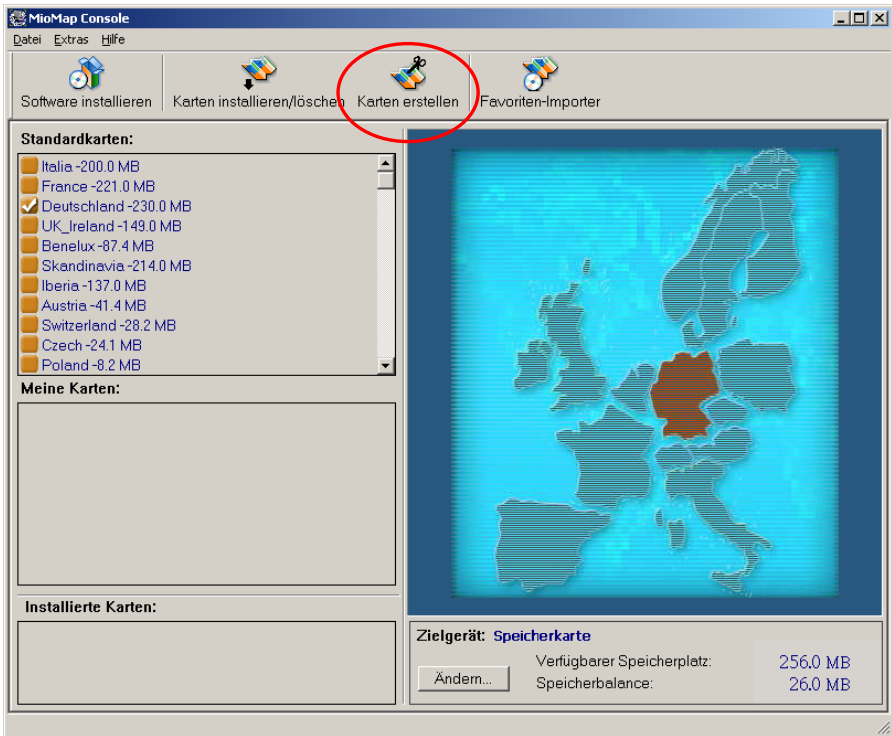 MioMap Console
Datei Extras Hilfe
Software installieren Karten installieren/löschen Karten erstellen Favoriten-Importer
Standardkarten:
Italia -200.0 MB
France -221.0 MB
Deutschland -230.0 MB
UK_Ireland -149.0 MB
Benelux -87.4 MB
Skandinavia -214.0 MB
Iberia -137.0 MB
Austria -41.4 MB
Switzerland -28.2 MB
Czech -24.1 MB
Poland -8.2 MB
Meine Karten:
Installierte Karten:
Zielgerät: Speicherkarte
Verfügbarer Speicherplatz: 256.0 MB
Ändern...
Speicherbalance: 26.0 MB